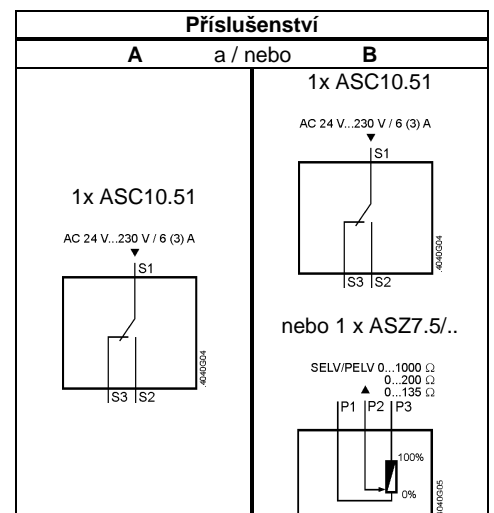 Příslušenství
A a / nebo B
1x ASC10.51
AC 24 V...230 V / 6 (3) A
S1
S3 S2
4040G04
1x ASC10.51
AC 24 V...230 V / 6 (3) A
S1
S3 S2
4040G04
nebo 1 x ASZ7.5/..
SELV/PELV 0...1000 Ω
0...200 Ω
0...135 Ω
P1 P2 P3
100%
0%
4040G05